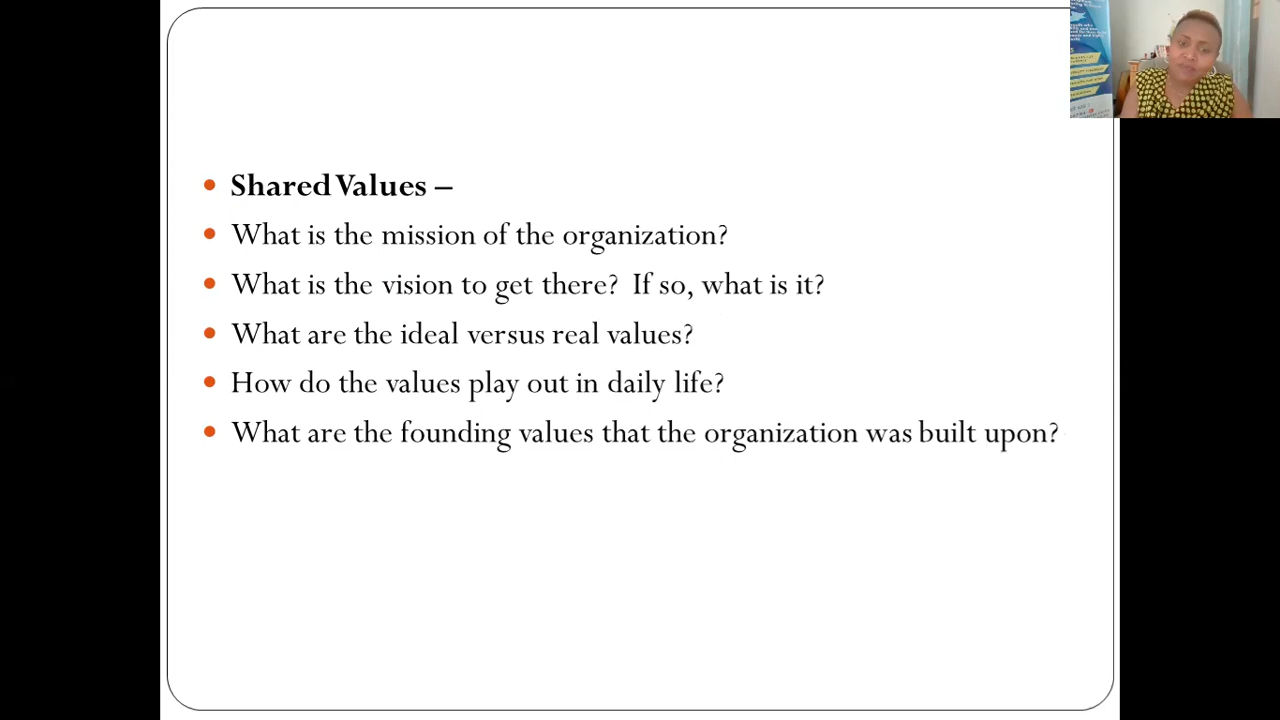 • Shared Values –
• What is the mission of the organization?
• What is the vision to get there? If so, what is it?
• What are the ideal versus real values?
• How do the values play out in daily life?
• What are the founding values that the organization was built upon?